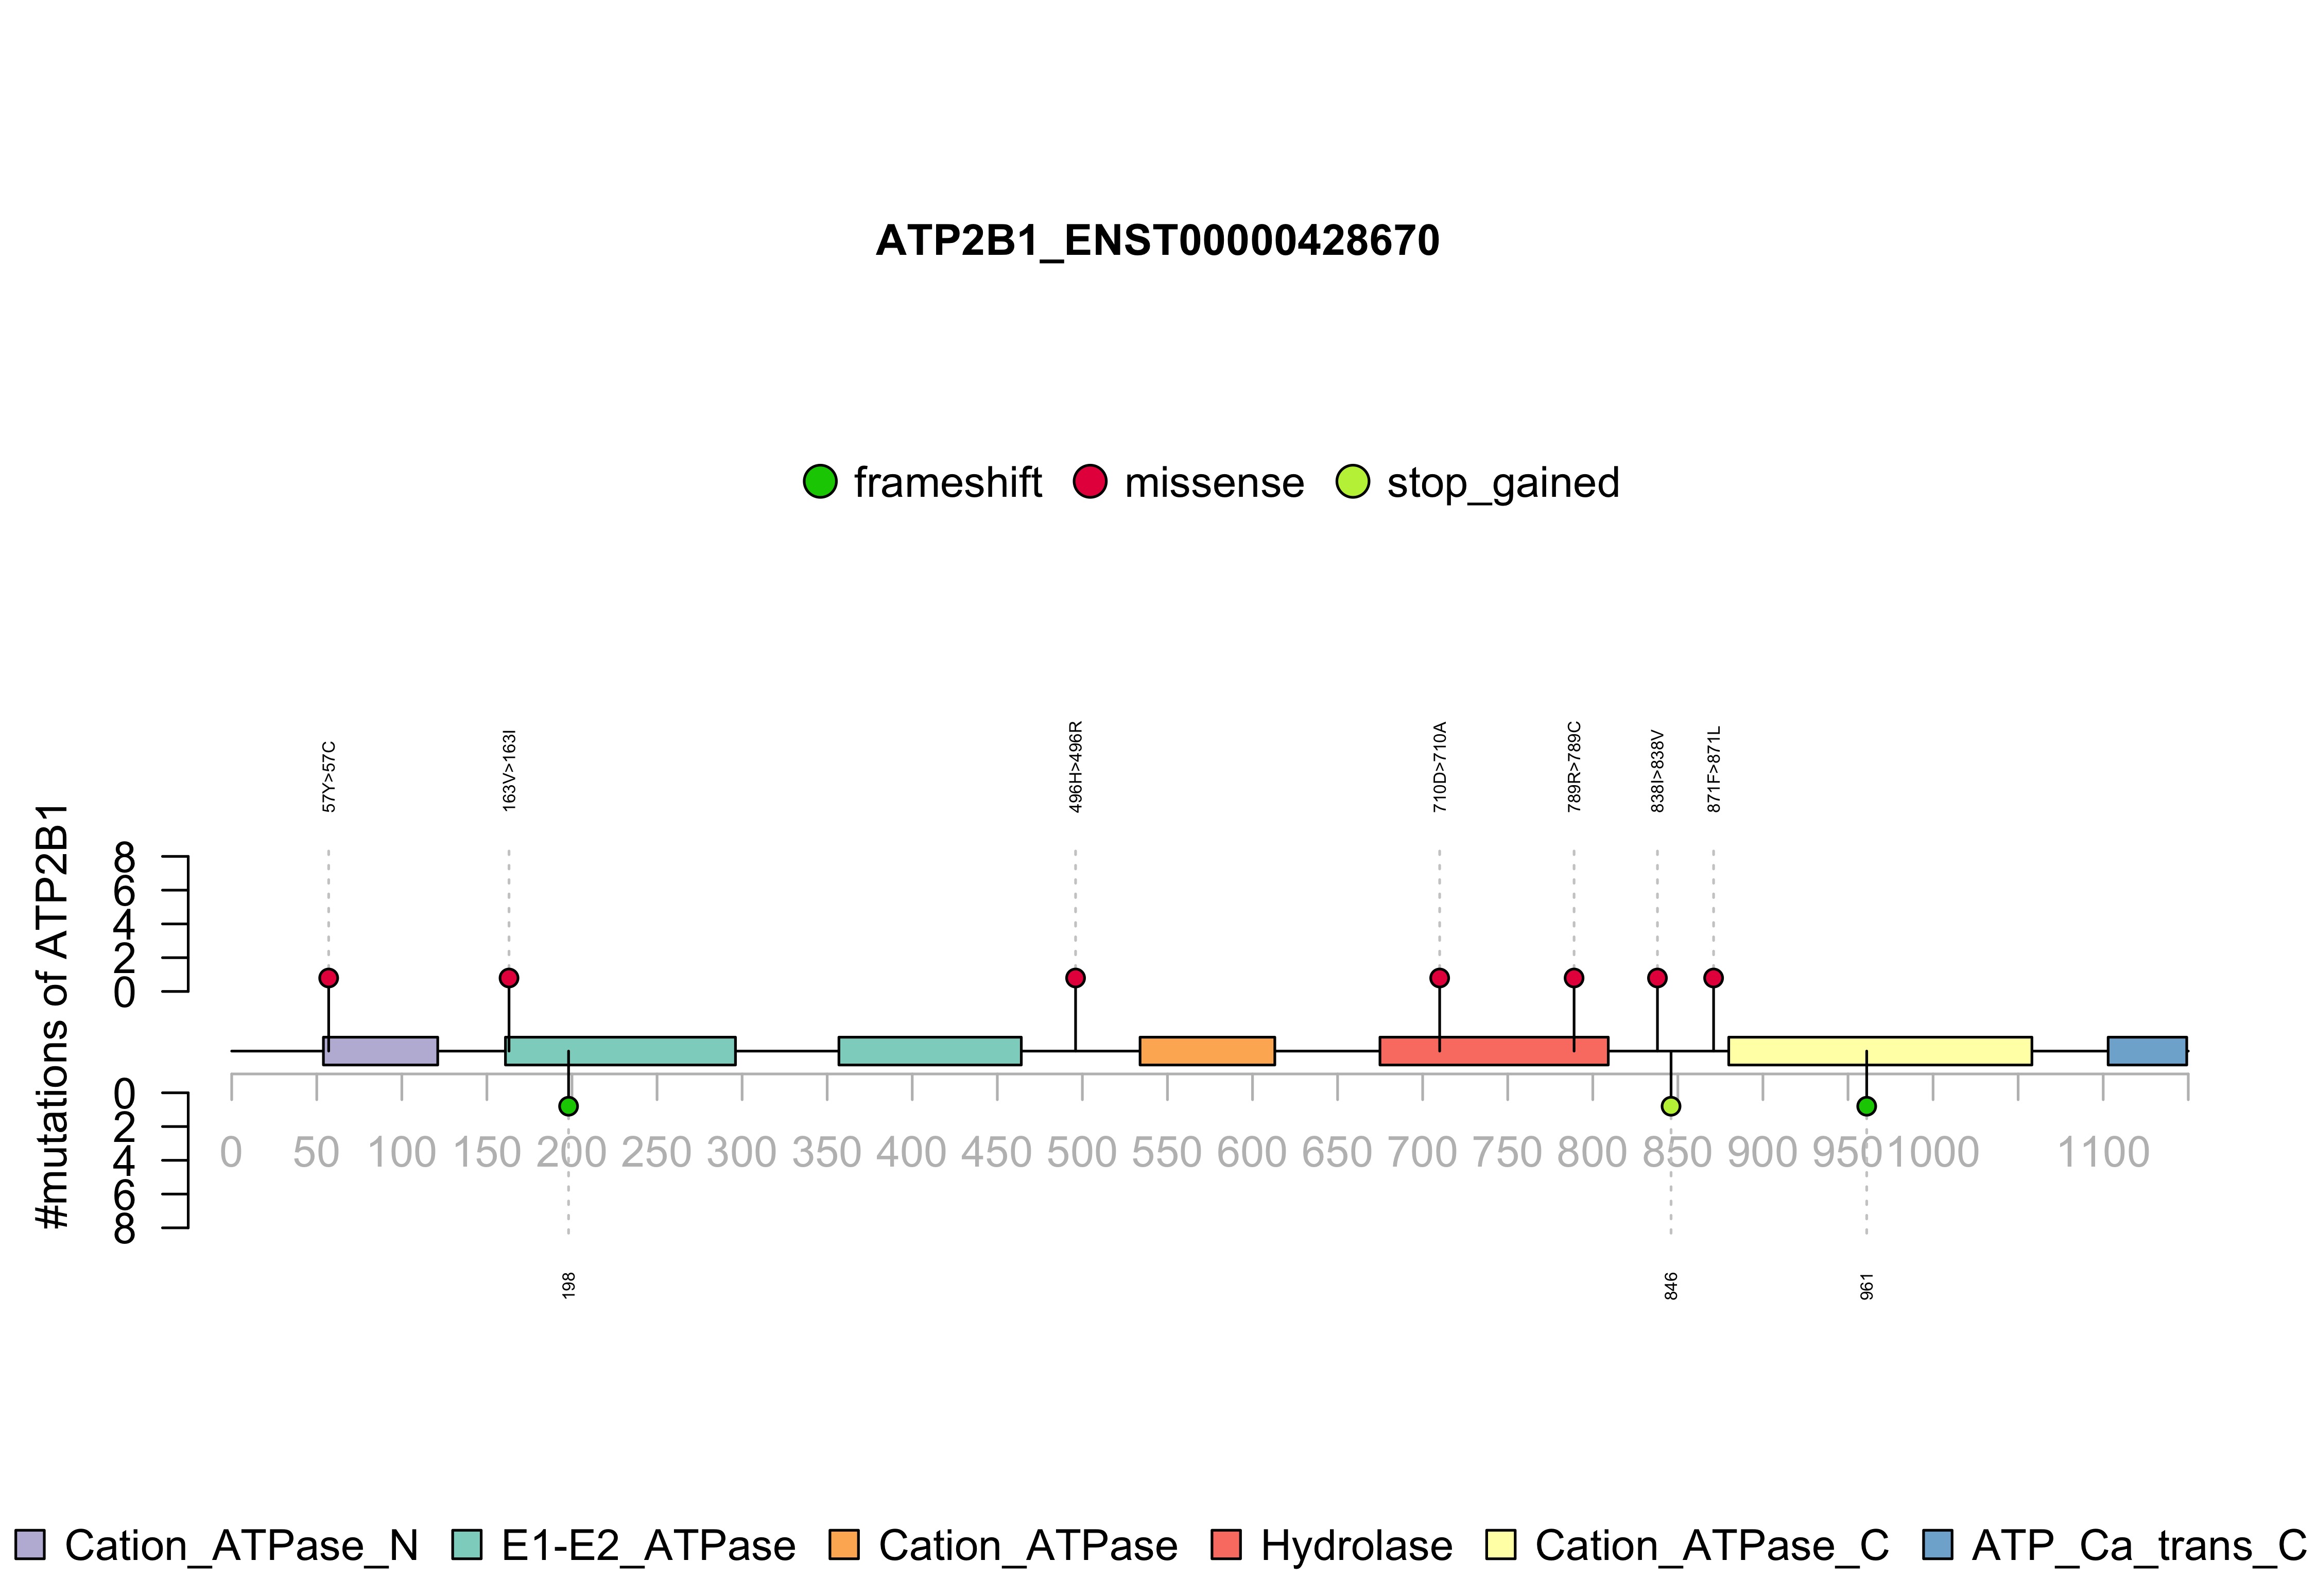 ATP2B1_ENST00000428670
frameshift missense stop_gained
57Y>57C 163V>163I 496H>496R 710D>710A 789R>789C 838I>838V 871F>871L
#mutations of ATP2B1
8
6
4
2
0
0
2
4
6
8
0 50 100 150 200 250 300 350 400 450 500 550 600 650 700 750 800 850 900 950 1000 1100
198 846 961
Cation_ATPase_N E1-E2_ATPase Cation_ATPase Hydrolase Cation_ATPase_C ATP_Ca_trans_C